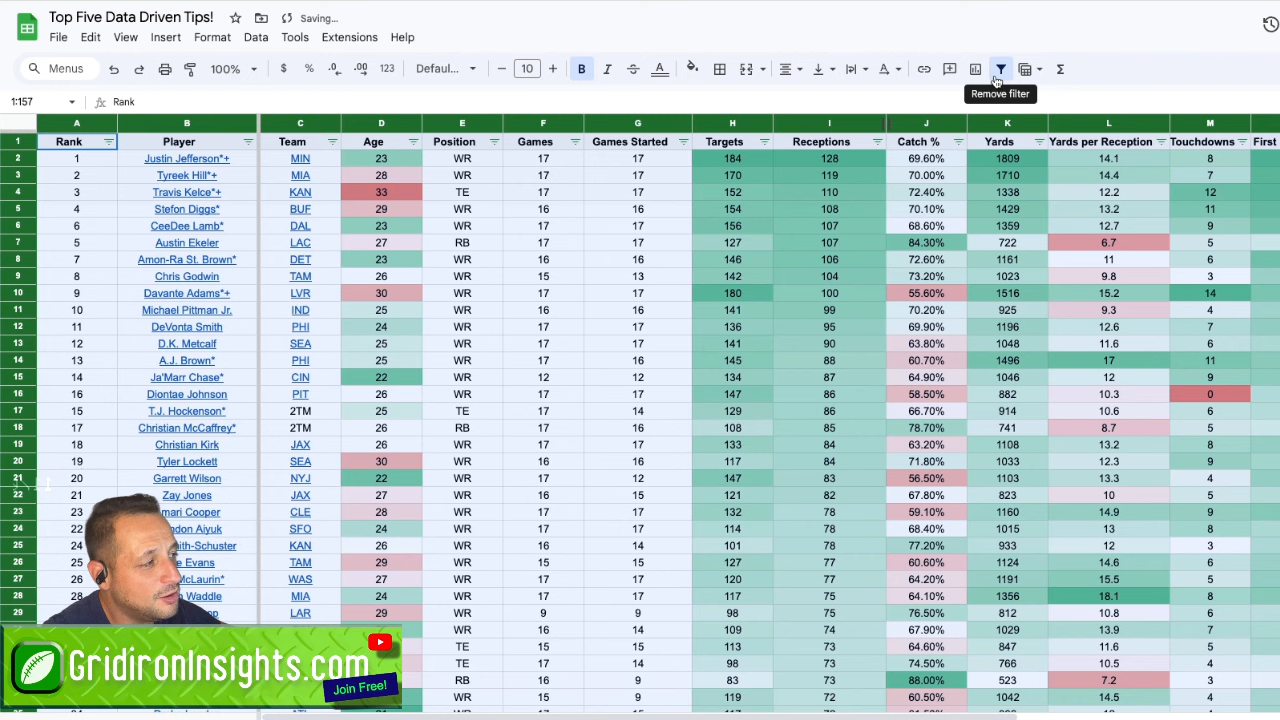 Top Five Data Driven Tips! Saving...
File Edit View Insert Format Data Tools Extensions Help
Menus 100% $ % .0 .00 123 Defaul... − 10 + B I S A A Σ
Remove filter
1:157 fx Rank
A B C D E F G H I J K L M
1 Rank Player Team Age Position Games Games Started Targets Receptions Catch % Yards Yards per Reception Touchdowns First
2 1 Justin Jefferson*+ MIN 23 WR 17 17 184 128 69.60% 1809 14.1 8
3 2 Tyreek Hill*+ MIA 28 WR 17 17 170 119 70.00% 1710 14.4 7
4 3 Travis Kelce*+ KAN 33 TE 17 17 152 110 72.40% 1338 12.2 12
5 4 Stefon Diggs* BUF 29 WR 16 16 154 108 70.10% 1429 13.2 11
6 6 CeeDee Lamb* DAL 23 WR 17 17 156 107 68.60% 1359 12.7 9
7 5 Austin Ekeler LAC 27 RB 17 17 127 107 84.30% 722 6.7 5
8 7 Amon-Ra St. Brown* DET 23 WR 16 16 146 106 72.60% 1161 11 6
9 8 Chris Godwin TAM 26 WR 15 13 142 104 73.20% 1023 9.8 3
10 9 Davante Adams*+ LVR 30 WR 17 17 180 100 55.60% 1516 15.2 14
11 10 Michael Pittman Jr. IND 25 WR 16 16 141 99 70.20% 925 9.3 4
12 11 DeVonta Smith PHI 24 WR 17 17 136 95 69.90% 1196 12.6 7
13 12 D.K. Metcalf SEA 25 WR 17 17 141 90 63.80% 1048 11.6 6
14 13 A.J. Brown* PHI 25 WR 17 16 145 88 60.70% 1496 17 11
15 14 Ja'Marr Chase* CIN 22 WR 12 12 134 87 64.90% 1046 12 9
16 16 Diontae Johnson PIT 26 WR 17 17 147 86 58.50% 882 10.3 0
17 15 T.J. Hockenson* 2TM 25 TE 17 14 129 86 66.70% 914 10.6 6
18 17 Christian McCaffrey* 2TM 26 RB 17 16 108 85 78.70% 741 8.7 5
19 18 Christian Kirk JAX 26 WR 17 17 133 84 63.20% 1108 13.2 8
20 19 Tyler Lockett SEA 30 WR 16 16 117 84 71.80% 1033 12.3 9
21 20 Garrett Wilson NYJ 22 WR 17 12 147 83 56.50% 1103 13.3 4
22 21 Zay Jones JAX 27 WR 16 15 121 82 67.80% 823 10 5
23 23 mari Cooper CLE 28 WR 17 17 132 78 59.10% 1160 14.9 9
24 22 ndon Aiyuk SFO 24 WR 17 17 114 78 68.40% 1015 13 8
25 24 mith-Schuster KAN 26 WR 16 14 101 78 77.20% 933 12 3
26 25 e Evans TAM 29 WR 15 15 127 77 60.60% 1124 14.6 6
27 26 McLaurin* WAS 27 WR 17 17 120 77 64.20% 1191 15.5 5
28 28 Waddle MIA 24 WR 17 17 117 75 64.10% 1356 18.1 8
29 LAR 29 WR 9 9 98 75 76.50% 812 10.8 6
WR 16 14 109 74 67.90% 1029 13.9 7
TE 15 15 113 73 64.60% 847 11.6 5
TE 17 14 98 73 74.50% 766 10.5 4
RB 16 9 83 73 88.00% 523 7.2 3
WR 15 9 119 72 60.50% 1042 14.5 7
GridironInsights.com
Join Free!